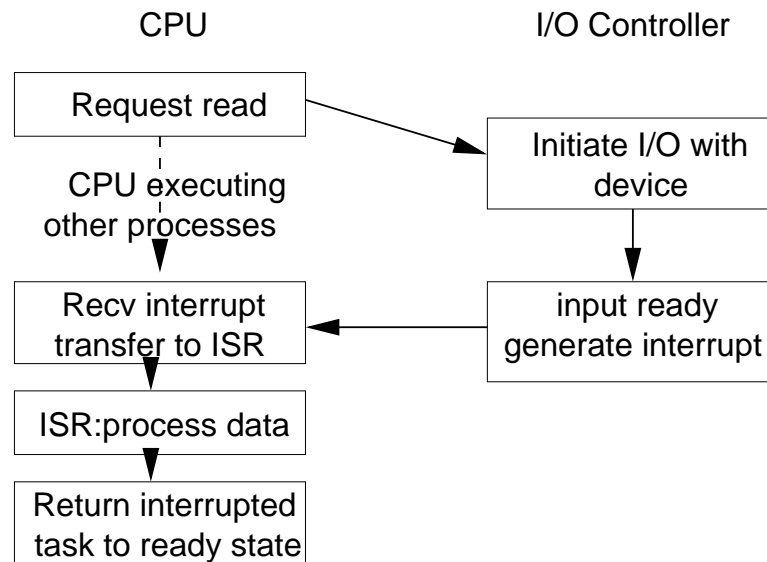 CPU
I/O Controller
Request read
Initiate I/O with
device
CPU executing
other processes
Recv interrupt
transfer to ISR
input ready
generate interrupt
ISR:process data
Return interrupted
task to ready state